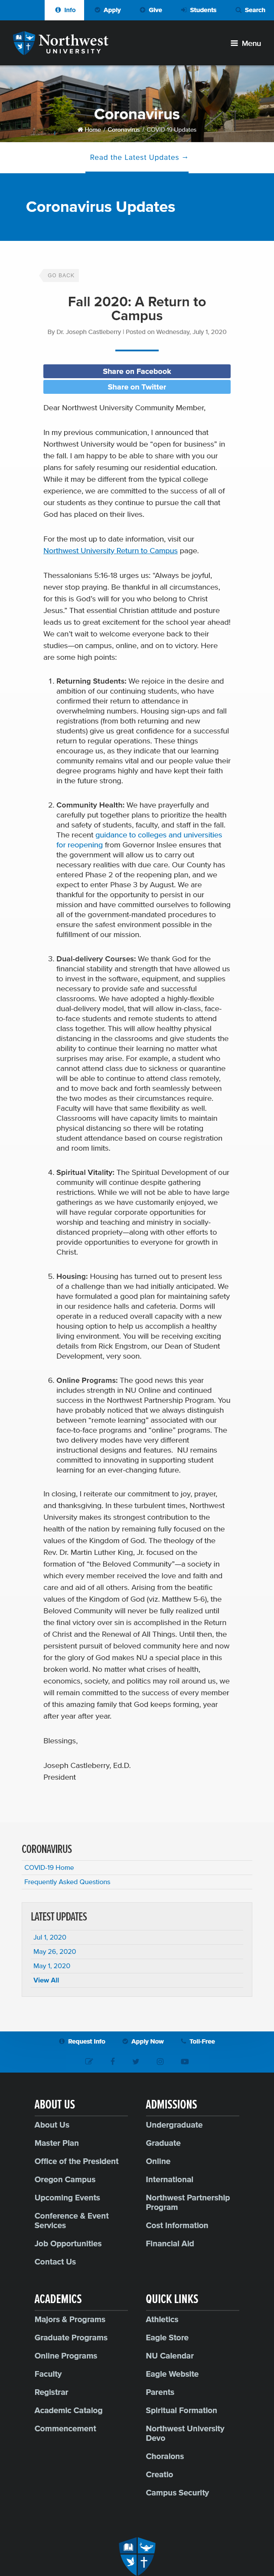 Info
Apply
Give
Students
Search
Northwest
UNIVERSITY
Menu
Coronavirus
Home / Coronavirus / COVID-19 Updates
Read the Latest Updates →
Coronavirus Updates
GO BACK
Fall 2020: A Return to
Campus
By Dr. Joseph Castleberry | Posted on Wednesday, July 1, 2020
Share on Facebook
Share on Twitter
Dear Northwest University Community Member,
In my previous communication, I announced that
Northwest University would be “open for business” in
the fall. I am happy to be able to share with you our
plans for safely resuming our residential education.
While it may be different from the typical college
experience, we are committed to the success of all of
our students as they continue to pursue the call that
God has placed on their lives.
For the most up to date information, visit our
Northwest University Return to Campus page.
Thessalonians 5:16-18 urges us: “Always be joyful,
never stop praying. Be thankful in all circumstances,
for this is God’s will for you who belong to Christ
Jesus.” That essential Christian attitude and posture
leads us to great excitement for the school year ahead!
We can’t wait to welcome everyone back to their
studies—on campus, online, and on to victory. Here
are some high points:
1. Returning Students: We rejoice in the desire and
ambition of our continuing students, who have
confirmed their return to attendance in
overwhelming numbers. Housing sign-ups and fall
registrations (from both returning and new
students) give us great confidence for a successful
return to regular operations. These things
encourage us, as they indicate that our learning
community remains vital and our people value their
degree programs highly and have kept their faith
in the future strong.
2. Community Health: We have prayerfully and
carefully put together plans to prioritize the health
and safety of students, faculty, and staff in the fall.
The recent guidance to colleges and universities
for reopening from Governor Inslee ensures that
the government will allow us to carry out
necessary realities with due care. Our County has
entered Phase 2 of the reopening plan, and we
expect to enter Phase 3 by August. We are
thankful for the opportunity to persist in our
mission and have committed ourselves to following
all of the government-mandated procedures to
ensure the safest environment possible in the
fulfillment of our mission.
3. Dual-delivery Courses: We thank God for the
financial stability and strength that have allowed us
to invest in the software, equipment, and supplies
necessary to provide safe and successful
classrooms. We have adopted a highly-flexible
dual-delivery model, that will allow in-class, face-
to-face students and online students to attend
class together. This will allow healthy physical
distancing in the classrooms and give students the
ability to continue their learning no matter what
surprises may arise. For example, a student who
cannot attend class due to sickness or quarantine
will be able to continue to attend class remotely,
and to move back and forth seamlessly between
the two modes as their circumstances require.
Faculty will have that same flexibility as well.
Classrooms will have capacity limits to maintain
physical distancing so there will be a rotating
student attendance based on course registration
and room limits.
4. Spiritual Vitality: The Spiritual Development of our
community will continue despite gathering
restrictions. While we will not be able to have large
gatherings as we have customarily enjoyed, we
will have regular opportunities for corporate
worship and teaching and ministry in socially-
distanced propriety—along with other efforts to
provide opportunities to everyone for growth in
Christ.
5. Housing: Housing has turned out to present less
of a challenge than we had initially anticipated. We
have formulated a good plan for maintaining safety
in our residence halls and cafeteria. Dorms will
operate in a reduced overall capacity with a new
housing option to help us accomplish a healthy
living environment. You will be receiving exciting
details from Rick Engstrom, our Dean of Student
Development, very soon.
6. Online Programs: The good news this year
includes strength in NU Online and continued
success in the Northwest Partnership Program. You
have probably noticed that we always distinguish
between “remote learning” associated with our
face-to-face programs and “online” programs. The
two delivery modes have very different
instructional designs and features. NU remains
committed to innovating in supporting student
learning for an ever-changing future.
In closing, I reiterate our commitment to joy, prayer,
and thanksgiving. In these turbulent times, Northwest
University makes its strongest contribution to the
health of the nation by remaining fully focused on the
values of the Kingdom of God. The theology of the
Rev. Dr. Martin Luther King, Jr. focused on the
formation of “the Beloved Community”—a society in
which every member received the love and material
care and aid of all others. Arising from the beatific
values of the Kingdom of God (viz. Matthew 5-6), the
Beloved Community will never be fully realized until
the final victory over sin is accomplished in the Return
of Christ and the Renewal of All Things. Until then, the
persistent pursuit of beloved community here and now
for the glory of God makes NU a special place in this
broken world. No matter what crises of health,
economics, society, and politics may roil around us, we
will remain committed to the success of every member
of this amazing family that God keeps forming, year
after year after year.
Blessings,
Joseph Castleberry, Ed.D.
President
CORONAVIRUS
COVID-19 Home
Frequently Asked Questions
LATEST UPDATES
Jul 1, 2020
May 26, 2020
May 1, 2020
View All
Request Info
Apply Now
Toll-Free
ABOUT US
About Us
Master Plan
Office of the President
Oregon Campus
Upcoming Events
Conference & Event
Services
Job Opportunities
Contact Us
ADMISSIONS
Undergraduate
Graduate
Online
International
Northwest Partnership
Program
Cost Information
Financial Aid
ACADEMICS
Majors & Programs
Graduate Programs
Online Programs
Faculty
Registrar
Academic Catalog
Commencement
QUICK LINKS
Athletics
Eagle Store
NU Calendar
Eagle Website
Parents
Spiritual Formation
Northwest University
Devo
Choralons
Creatio
Campus Security